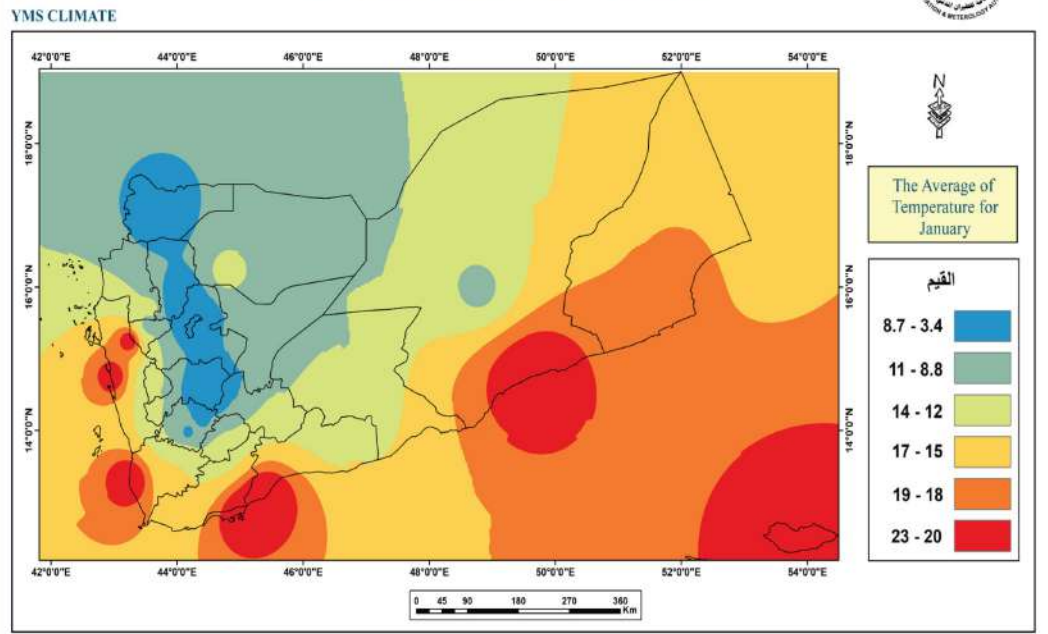 YMS CLIMATE
42°0'0"E 44°0'0"E 46°0'0"E 48°0'0"E 50°0'0"E 52°0'0"E 54°0'0"E
18°0'0"N
16°0'0"N
14°0'0"N
18°0'0"N
16°0'0"N
14°0'0"N
42°0'0"E 44°0'0"E 46°0'0"E 48°0'0"E 50°0'0"E 52°0'0"E 54°0'0"E
0 45 90 180 270 360
Km
N
The Average of
Temperature for
January
القيم
8.7 - 3.4
11 - 8.8
14 - 12
17 - 15
19 - 18
23 - 20